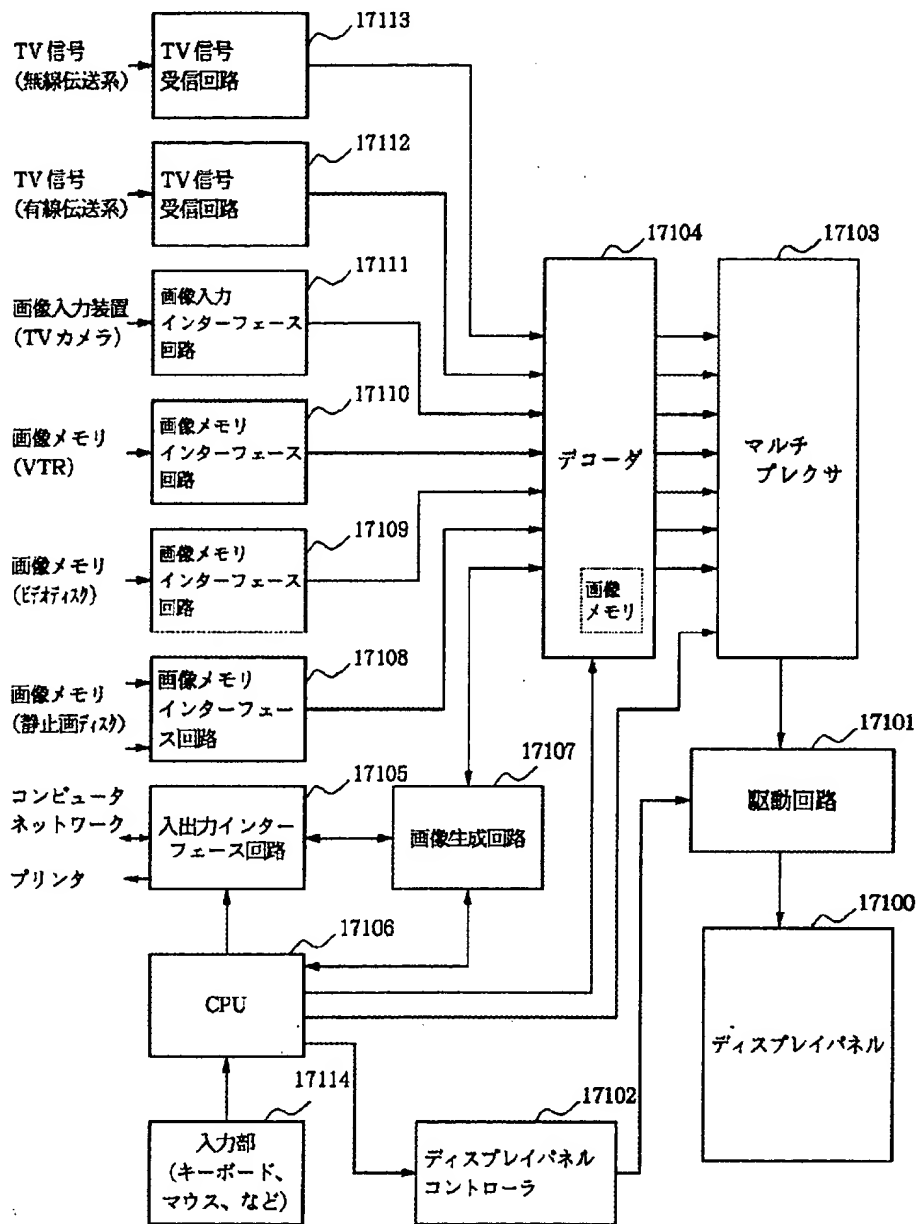 17113
TV 信号
(無線伝送系)
TV 信号
受信回路
17112
TV 信号
(有線伝送系)
TV 信号
受信回路
17111
画像入力装置
(TV カメラ)
画像入力
インターフェース
回路
17110
画像メモリ
(VTR)
画像メモリ
インターフェース
回路
17109
画像メモリ
(ビデオディスク)
画像メモリ
インターフェース
回路
17108
画像メモリ
(静止画ディスク)
画像メモリ
インターフェー
ス回路
17105
コンピュータ
ネットワーク
プリンタ
入出力インター
フェース回路
17107
画像生成回路
17106
CPU
17114
入力部
(キーボード、
マウス、など)
17104
デコーダ
画像
メモリ
17103
マルチ
プレクサ
17101
駆動回路
17100
ディスプレイパネル
17102
ディスプレイパネル
コントローラ